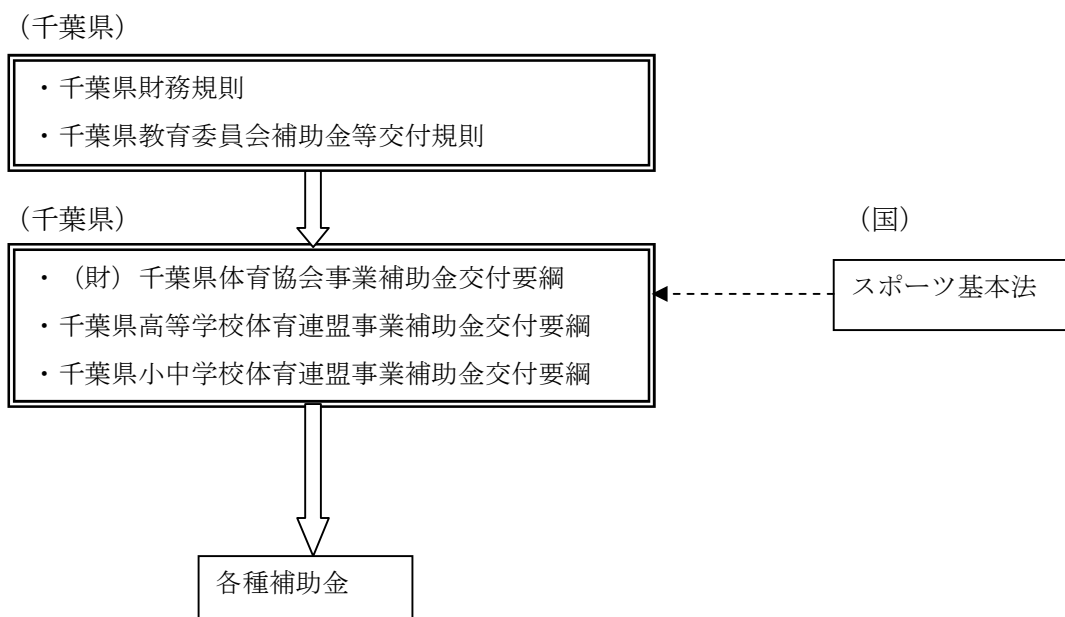 （千葉県）
・千葉県財務規則
・千葉県教育委員会補助金等交付規則
（千葉県）
（国）
・（財）千葉県体育協会事業補助金交付要綱
・千葉県高等学校体育連盟事業補助金交付要綱
・千葉県小中学校体育連盟事業補助金交付要綱
スポーツ基本法
各種補助金